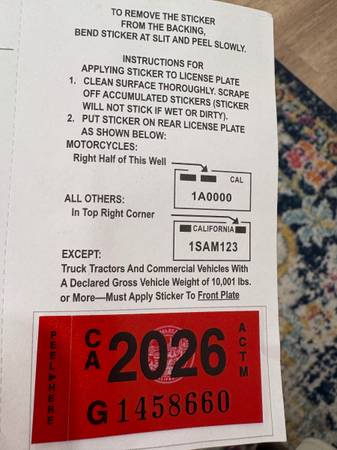 TO REMOVE THE STICKER
FROM THE BACKING,
BEND STICKER AT SLIT AND PEEL SLOWLY.
INSTRUCTIONS FOR
APPLYING STICKER TO LICENSE PLATE
1. CLEAN SURFACE THOROUGHLY. SCRAPE
OFF ACCUMULATED STICKERS (STICKER
WILL NOT STICK IF WET OR DIRTY).
2. PUT STICKER ON REAR LICENSE PLATE
AS SHOWN BELOW:
MOTORCYCLES:
Right Half of This Well
CAL
1A0000
ALL OTHERS:
In Top Right Corner
CALIFORNIA
1SAM123
EXCEPT:
Truck Tractors And Commercial Vehicles With
A Declared Gross Vehicle Weight of 10,001 lbs.
or More—Must Apply Sticker To Front Plate
PEEL HERE
CA
2026
ACTM
G 1458660